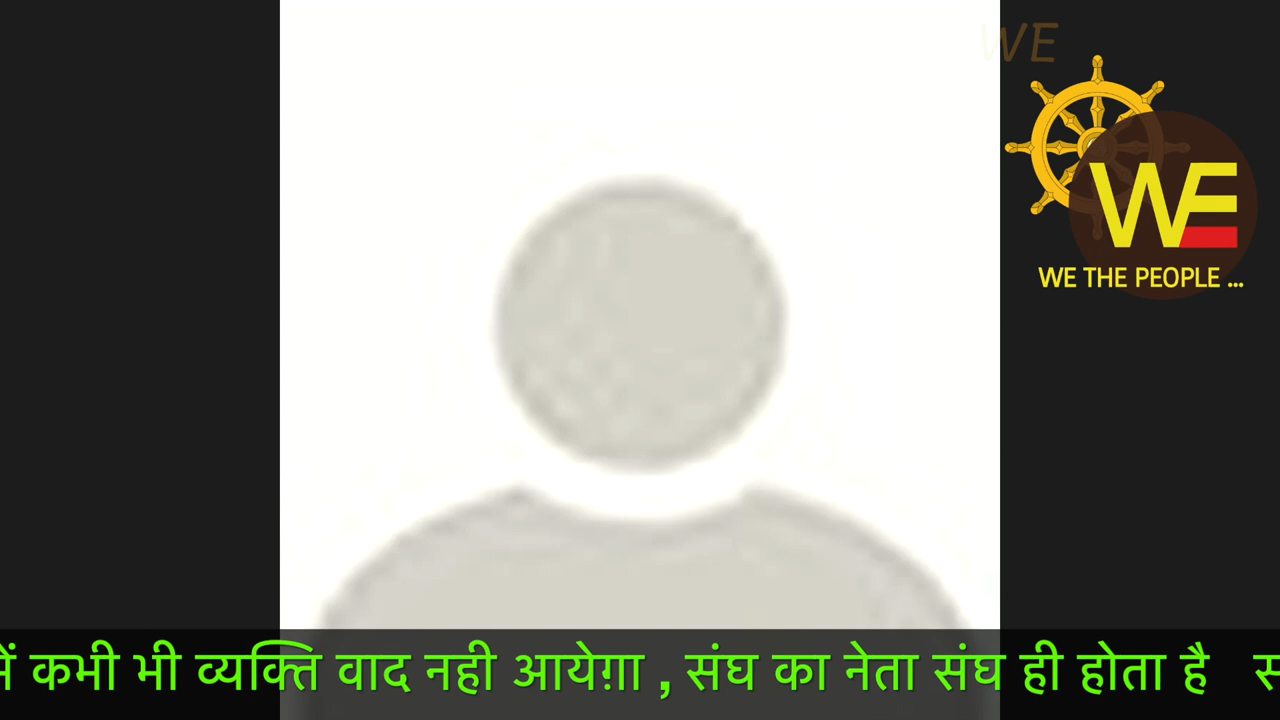 WE
WE
WE THE PEOPLE ...
में कभी भी व्यक्ति वाद नही आयेग़ा , संघ का नेता संघ ही होता है